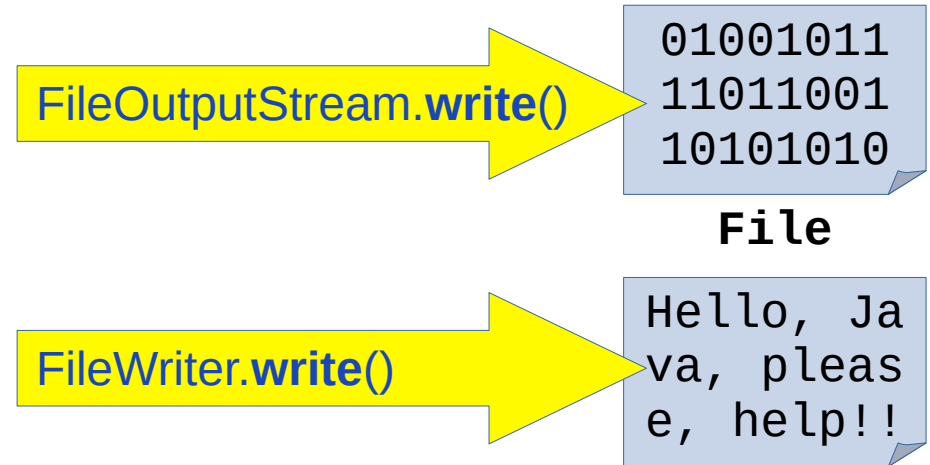 FileOutputStream.write()
01001011
11011001
10101010
File
FileWriter.write()
Hello, Ja
va, pleas
e, help!!